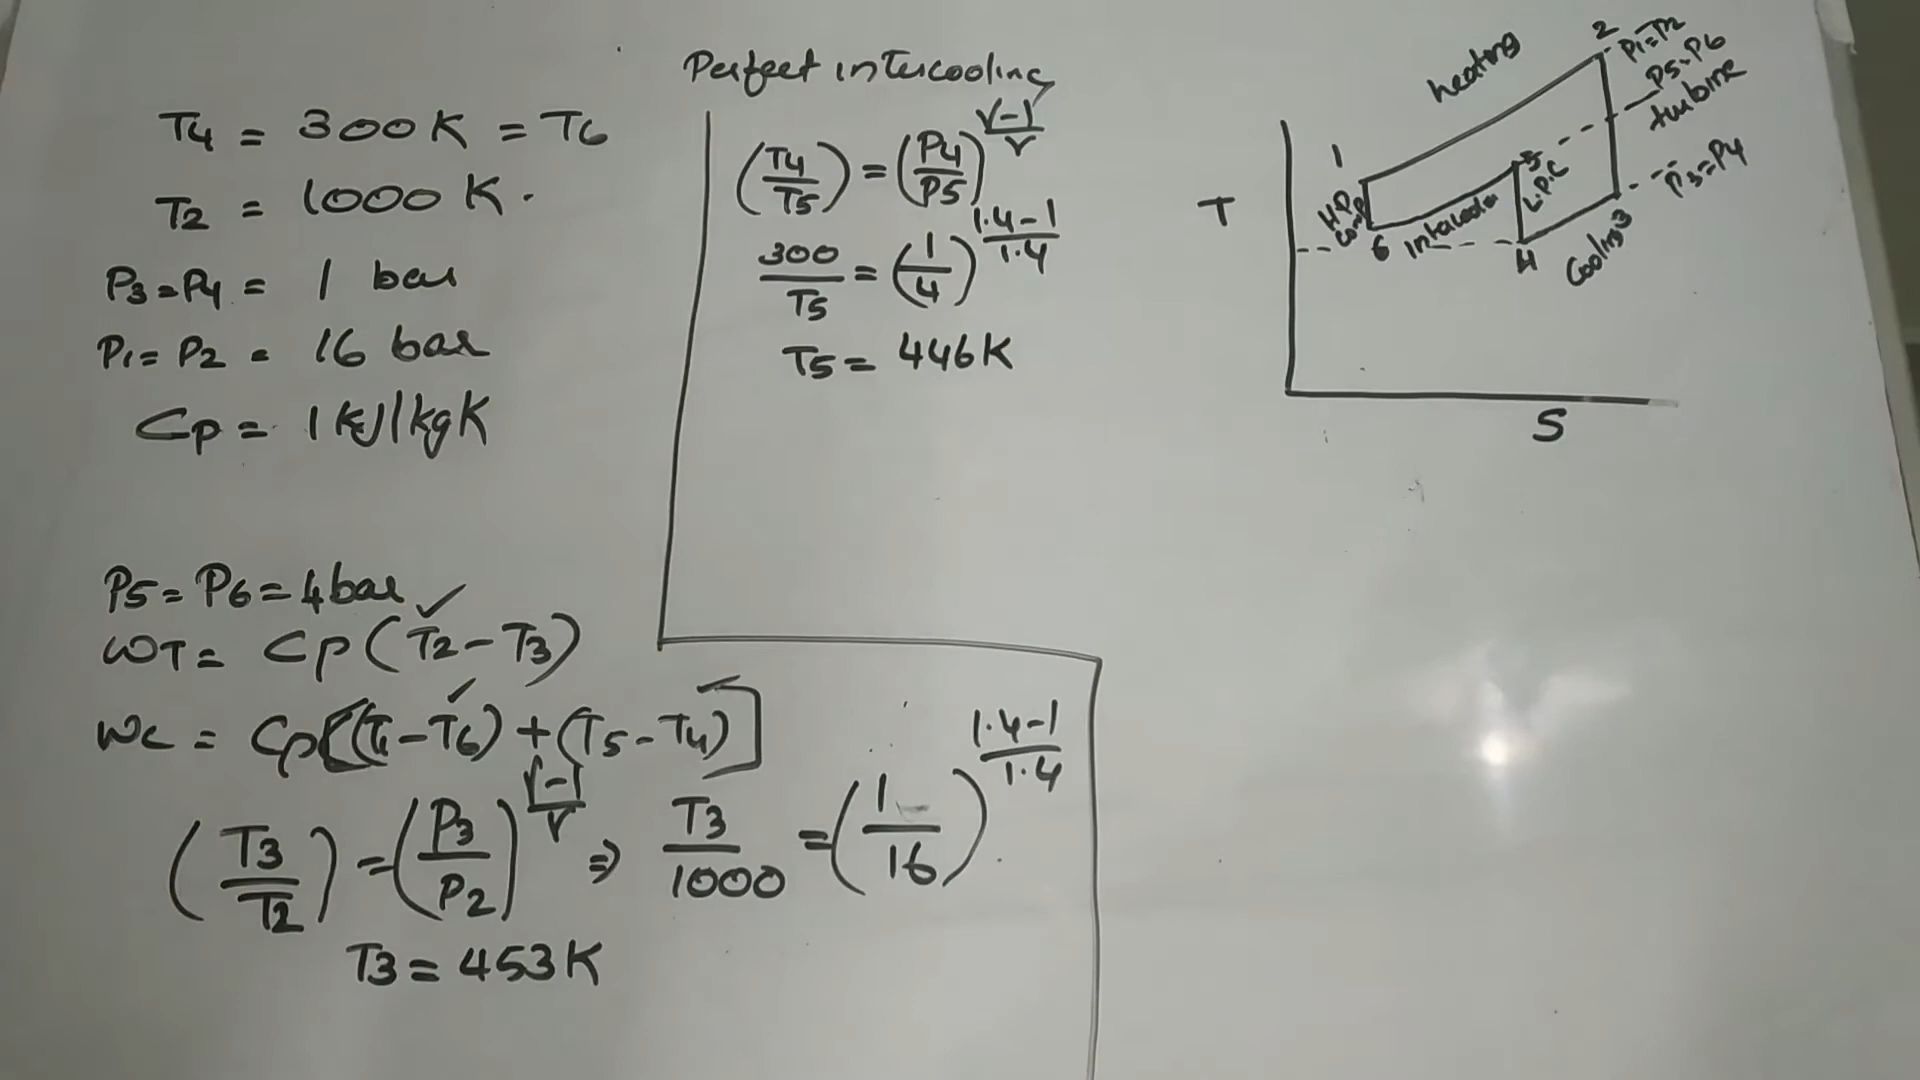 T4 = 300 K = T6
T2 = 1000 K.
P3 = P4 = 1 bar
P1 = P2 = 16 bar
Cp = 1 kJ/kgK
P5 = P6 = 4 bar
WT = Cp (T2 - T3)
Wc = Cp[(T1 - T6) + (T5 - T4)]
(T3/T2) = (P3/P2)^(γ-1)/γ ⇒ T3/1000 = (1/16)^(1.4-1)/1.4
T3 = 453 K
Perfect intercooling
(T4/T5) = (P4/P5)^(γ-1)/γ
300/T5 = (1/4)^(1.4-1)/1.4
T5 = 446 K
heating
2
P1=P2
P5=P6
turbine
1
5
P3=P4
T
H.P
comp
L.P.C
6
Intercooler
4
Cooling
3
S